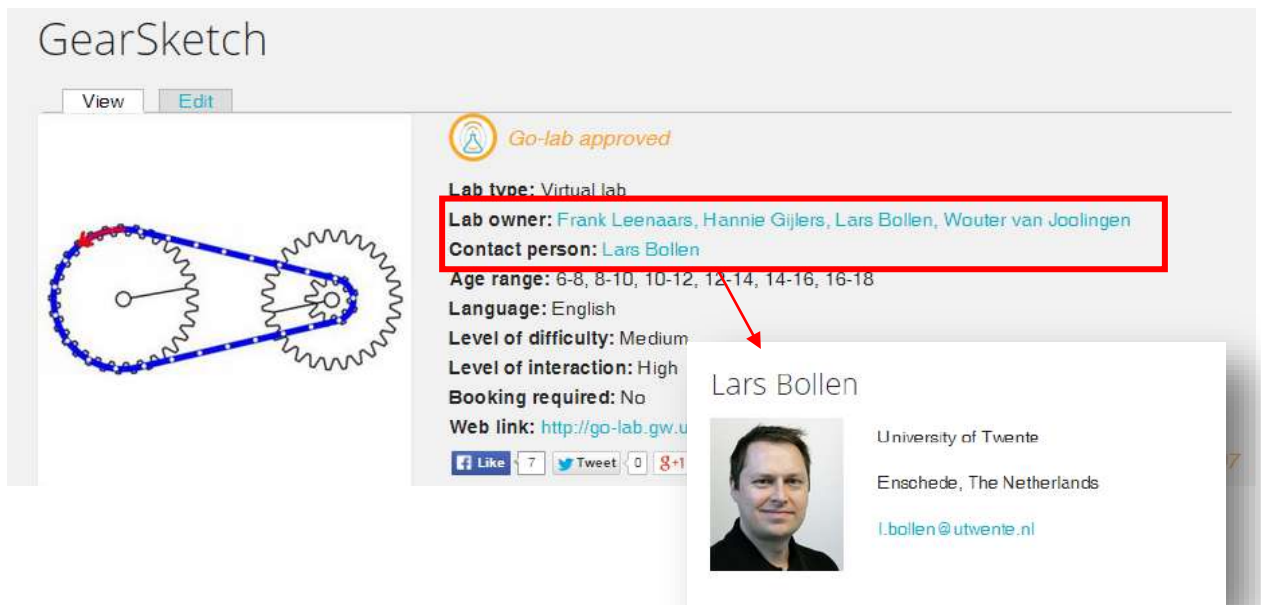 GearSketch
View Edit
Go-lab approved
Lab type: Virtual lab
Lab owner: Frank Leenaars, Hannie Gijlers, Lars Bollen, Wouter van Joolingen
Contact person: Lars Bollen
Age range: 6-8, 8-10, 10-12, 12-14, 14-16, 16-18
Language: English
Level of difficulty: Medium
Level of interaction: High
Booking required: No
Web link: http://go-lab.gw.u
Like 7 Tweet 0 g+1
7
Lars Bollen
University of Twente
Enschede, The Netherlands
l.bollen@utwente.nl